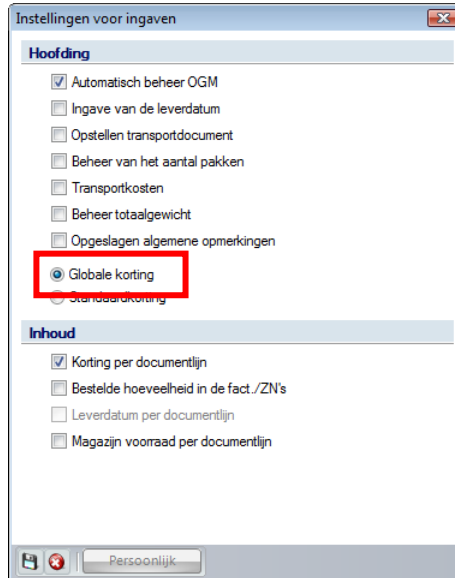 Instellingen voor ingaven
Hoofding
Automatisch beheer OGM
Ingave van de leverdatum
Opstellen transportdocument
Beheer van het aantal pakken
Transportkosten
Beheer totaalgewicht
Opgeslagen algemene opmerkingen
Globale korting
Standaardkorting
Inhoud
Korting per documentlijn
Bestelde hoeveelheid in de fact./ZN's
Leverdatum per documentlijn
Magazijn voorraad per documentlijn
Persoonlijk